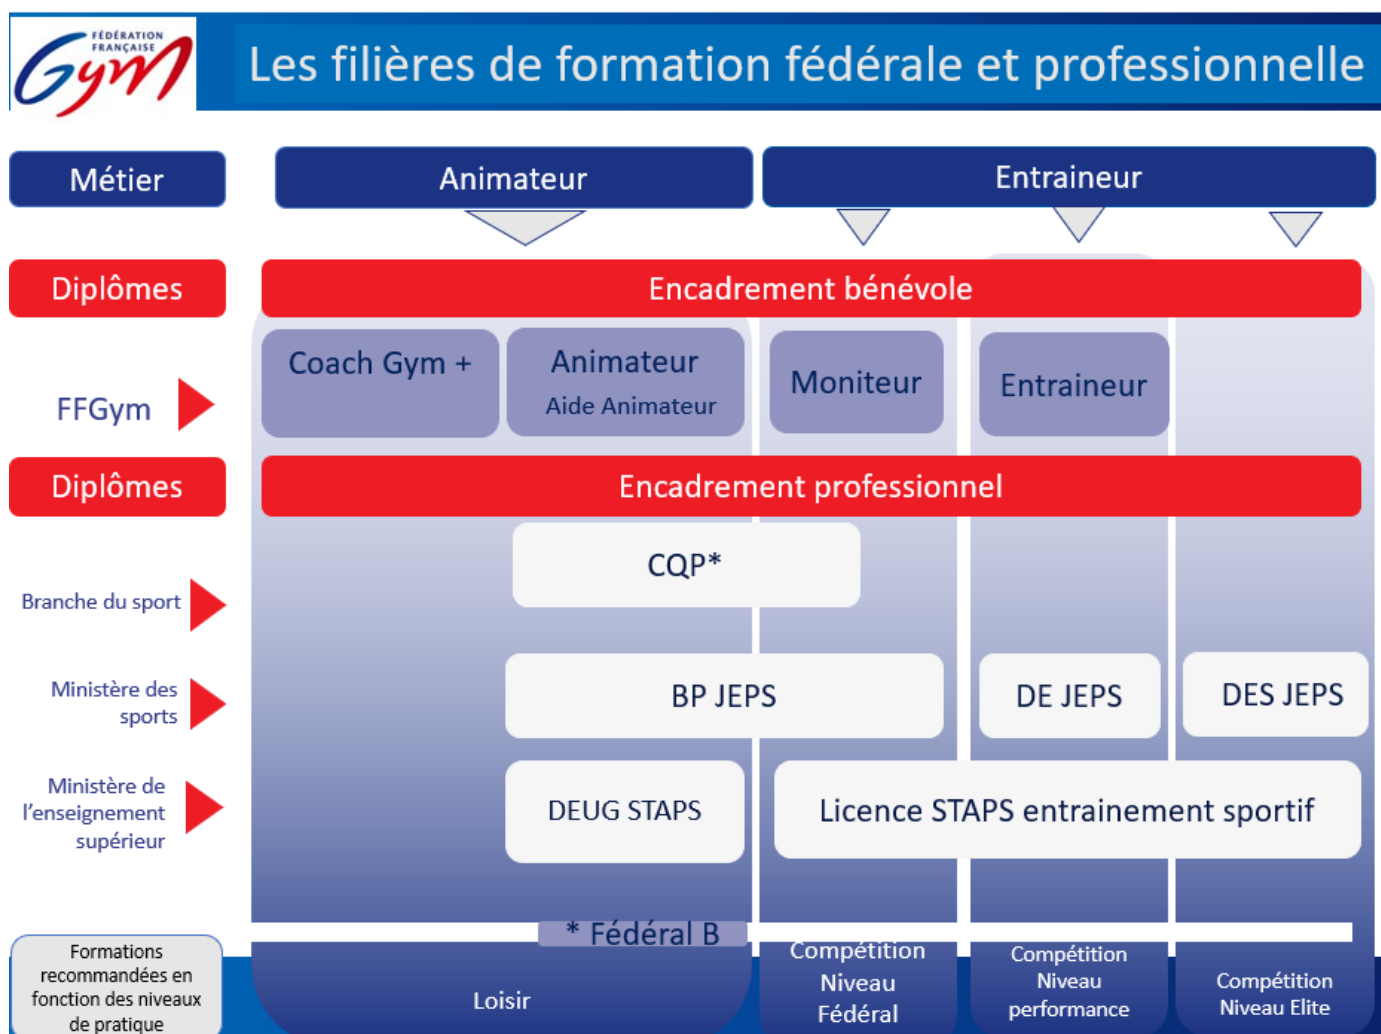 FÉDÉRATION
FRANÇAISE
Gym
Les filières de formation fédérale et professionnelle
Métier
Animateur
Entraineur
Diplômes
Encadrement bénévole
FFGym
Coach Gym +
Animateur
Aide Animateur
Moniteur
Entraineur
Diplômes
Encadrement professionnel
Branche du sport
CQP*
Ministère des
sports
BP JEPS
DE JEPS
DES JEPS
Ministère de
l'enseignement
supérieur
DEUG STAPS
Licence STAPS entrainement sportif
* Fédéral B
Formations
recommandées en
fonction des niveaux
de pratique
Loisir
Compétition
Niveau
Fédéral
Compétition
Niveau
performance
Compétition
Niveau Elite